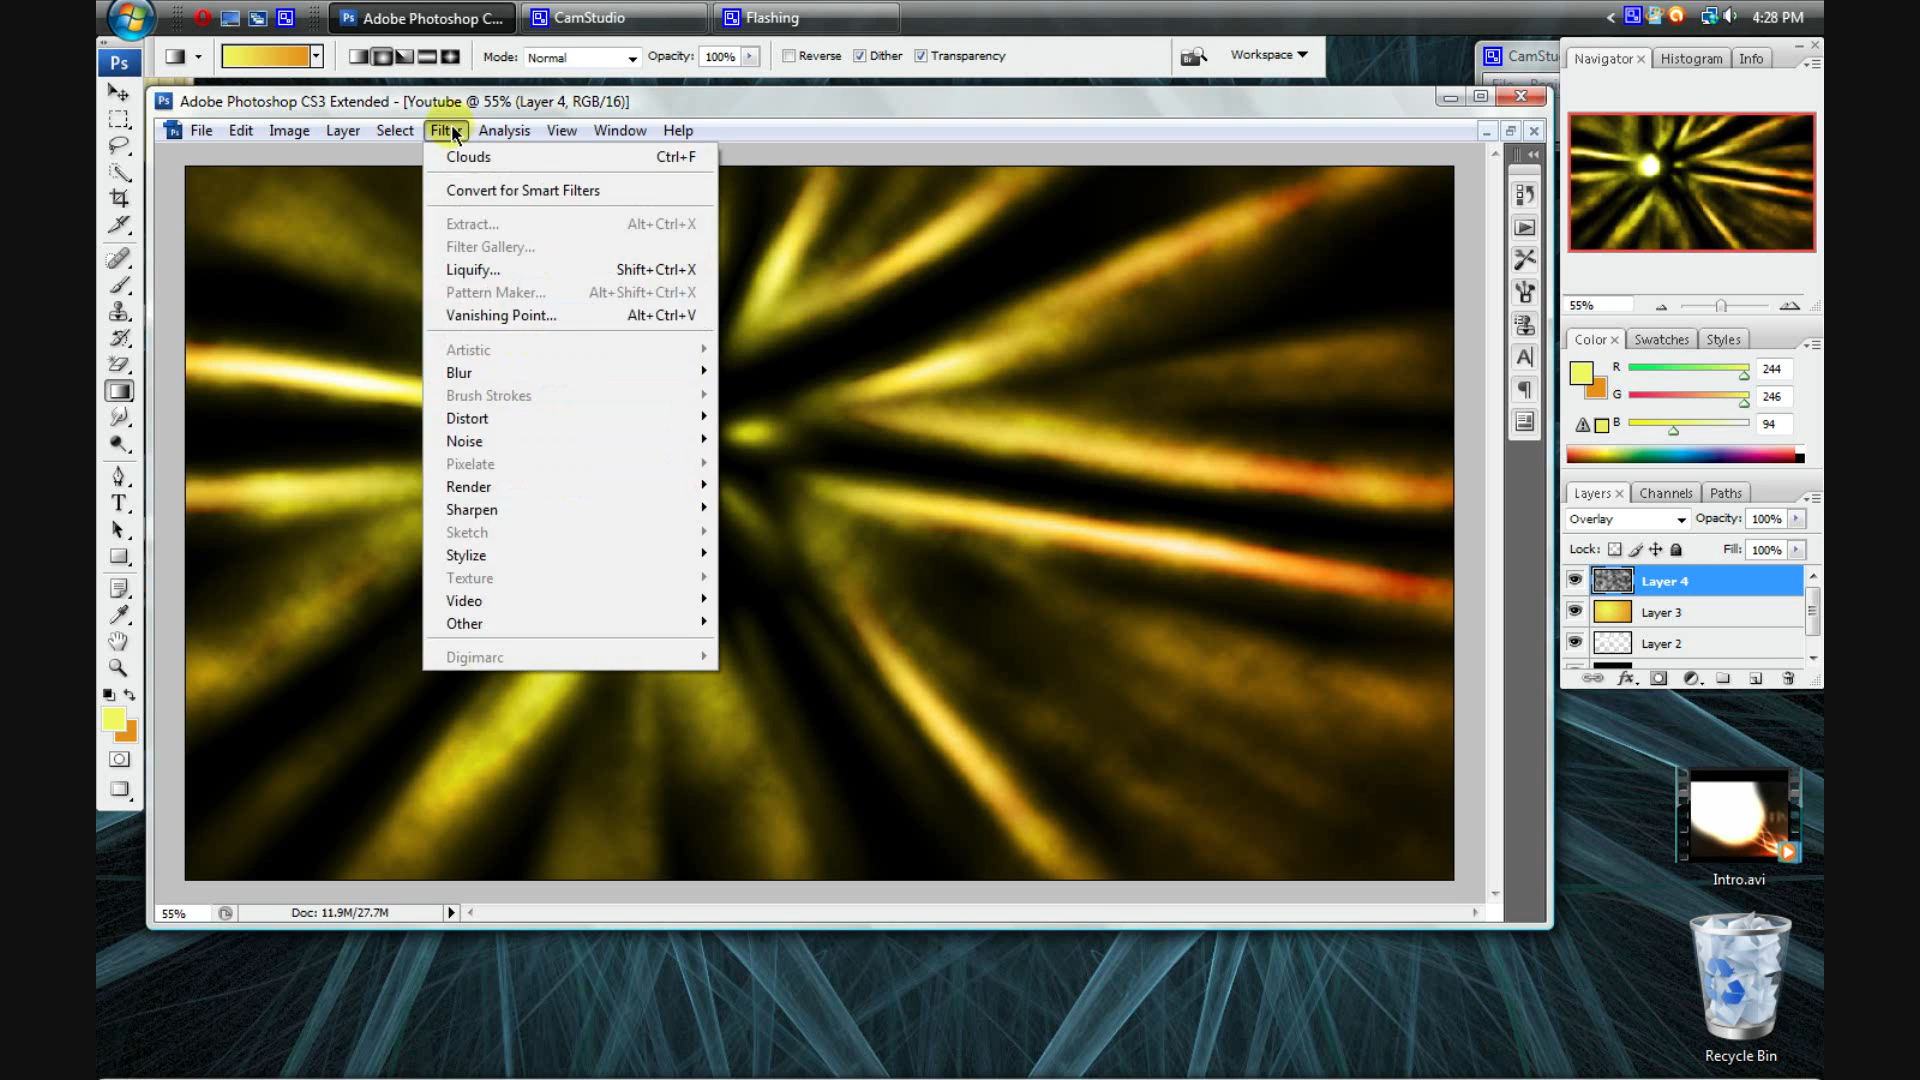 Adobe Photoshop C...
CamStudio
Flashing
4:28 PM
Mode: Normal
Opacity: 100%
Reverse
Dither
Transparency
Workspace
CamStu
Navigator
Histogram
Info
Ps
Adobe Photoshop CS3 Extended - [Youtube @ 55% (Layer 4, RGB/16)]
File Edit Image Layer Select Filter Analysis View Window Help
Clouds Ctrl+F
Convert for Smart Filters
Extract... Alt+Ctrl+X
Filter Gallery...
Liquify... Shift+Ctrl+X
Pattern Maker... Alt+Shift+Ctrl+X
Vanishing Point... Alt+Ctrl+V
Artistic
Blur
Brush Strokes
Distort
Noise
Pixelate
Render
Sharpen
Sketch
Stylize
Texture
Video
Other
Digimarc
55%
Color Swatches Styles
R 244
G 246
B 94
Layers Channels Paths
Overlay Opacity: 100%
Lock: Fill: 100%
Layer 4
Layer 3
Layer 2
55% Doc: 11.9M/27.7M
Intro.avi
Recycle Bin